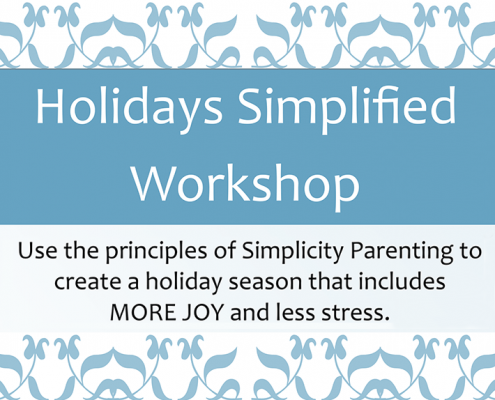 Holidays Simplified
Workshop
Use the principles of Simplicity Parenting to
create a holiday season that includes
MORE JOY and less stress.